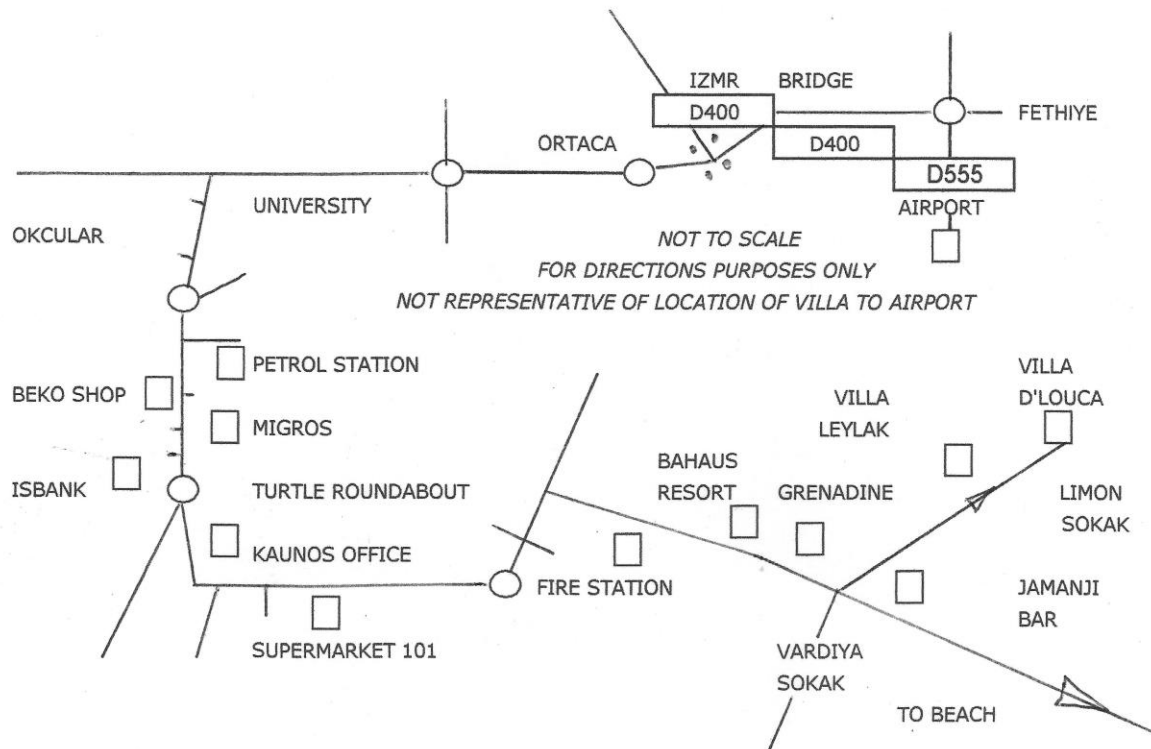 IZMR
BRIDGE
D400
FETHIYE
ORTACA
D400
D555
AIRPORT
UNIVERSITY
OKCULAR
NOT TO SCALE
FOR DIRECTIONS PURPOSES ONLY
NOT REPRESENTATIVE OF LOCATION OF VILLA TO AIRPORT
PETROL STATION
BEKO SHOP
MIGROS
ISBANK
TURTLE ROUNDABOUT
KAUNOS OFFICE
SUPERMARKET 101
FIRE STATION
BAHAUS
RESORT
GRENADINE
VILLA
LEYLAK
VILLA
D'LOUCA
LIMON
SOKAK
JAMANJI
BAR
VARDIYA
SOKAK
TO BEACH